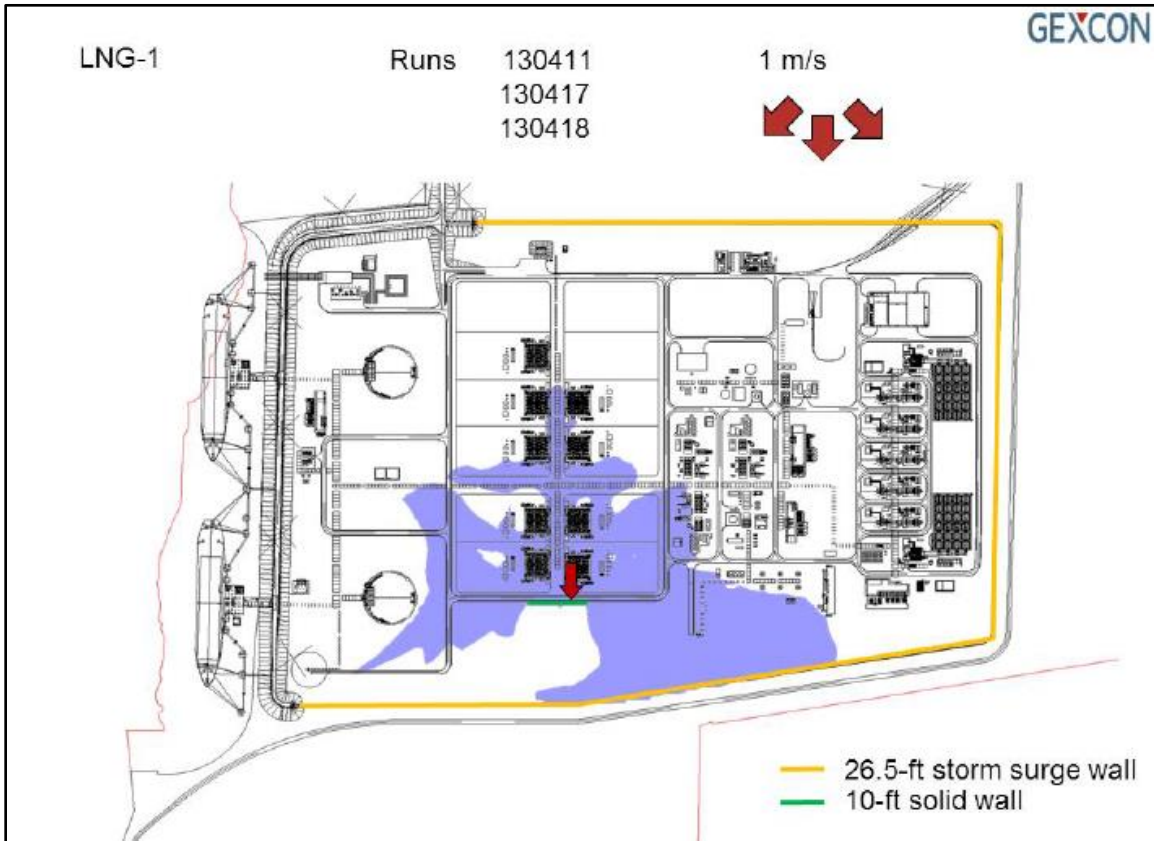 GEXCON
LNG-1 Runs 130411 1 m/s
130417
130418
26.5-ft storm surge wall
10-ft solid wall